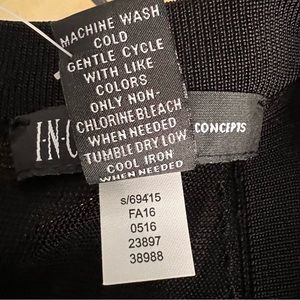 MACHINE WASH
COLD
GENTLE CYCLE
WITH LIKE
COLORS
ONLY NON-
CHLORINE BLEACH
WHEN NEEDED
TUMBLE DRY LOW
COOL IRON
WHEN NEEDED
I·N·C
CONCEPTS
s/69415
FA16
0516
23897
38988